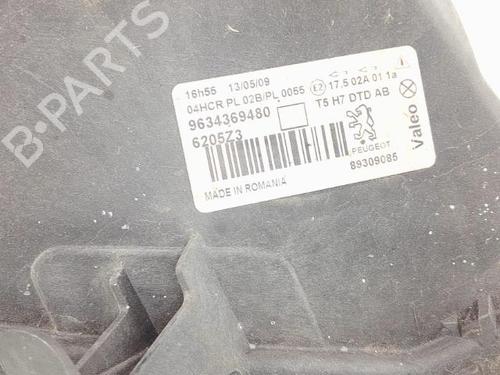 B-PARTS
16h55 13/05/09
04HCR PL 02B/PL 0055 E2 17.5 02A 01 1a
9634369480 T5 H7 DTD AB
6205Z3
PEUGEOT
MADE IN ROMANIA 89309085
Valeo